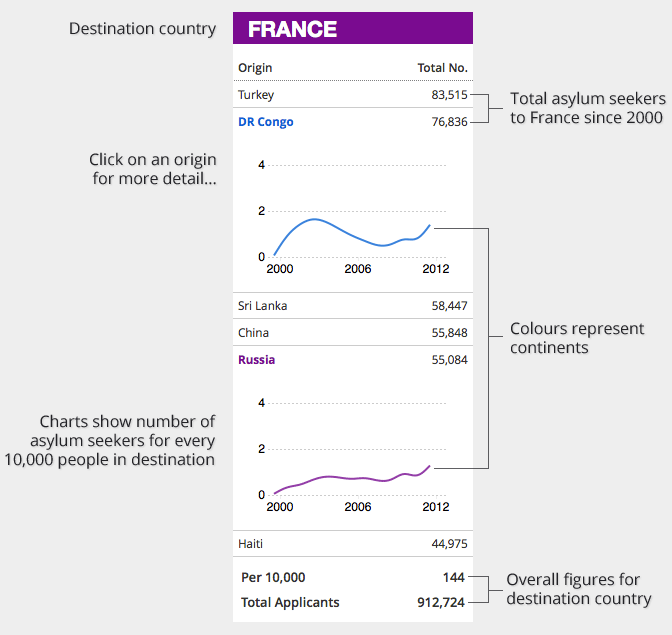 Destination country
FRANCE
Origin Total No.
Turkey 83,515
DR Congo 76,836
Total asylum seekers
to France since 2000
Click on an origin
for more detail...
4
2
0
2000 2006 2012
Sri Lanka 58,447
China 55,848
Russia 55,084
Colours represent
continents
Charts show number of
asylum seekers for every
10,000 people in destination
4
2
0
2000 2006 2012
Haiti 44,975
Per 10,000 144
Total Applicants 912,724
Overall figures for
destination country